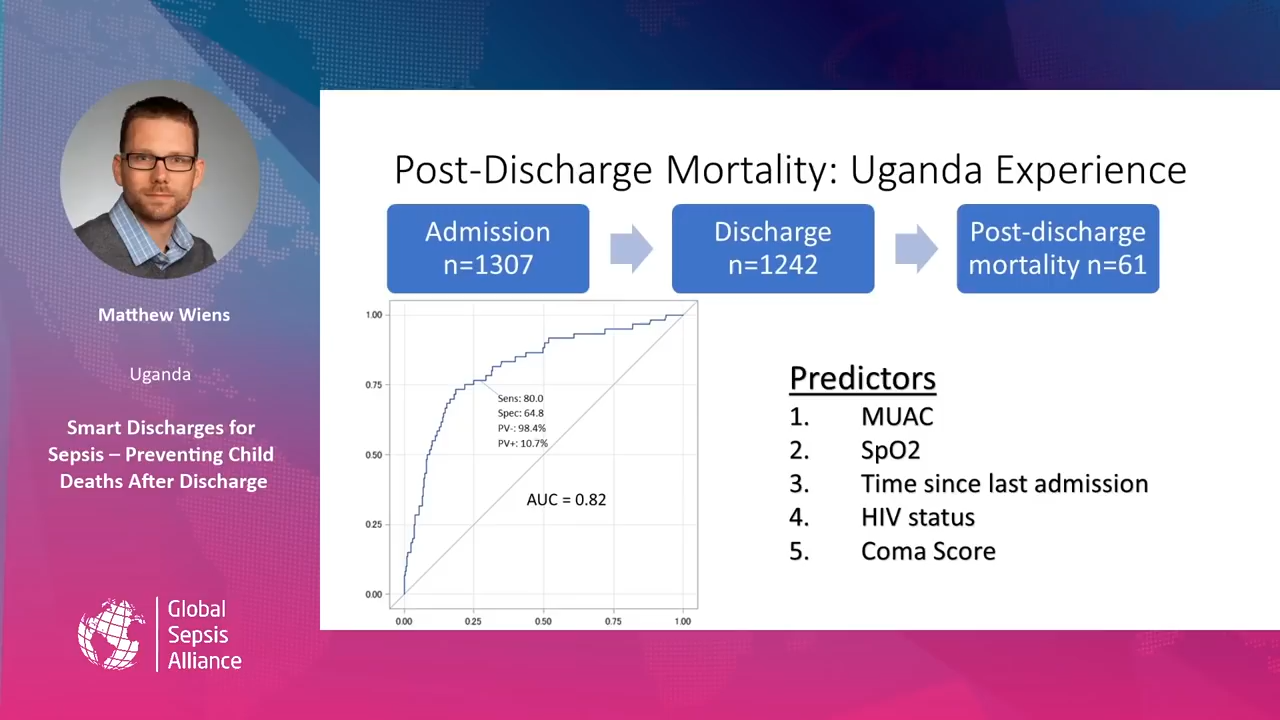 Matthew Wiens
Uganda
Smart Discharges for
Sepsis – Preventing Child
Deaths After Discharge
Global
Sepsis
Alliance
Post-Discharge Mortality: Uganda Experience
Admission
n=1307
Discharge
n=1242
Post-discharge
mortality n=61
1.00
0.75
0.50
0.25
0.00
0.00 0.25 0.50 0.75 1.00
Sens: 80.0
Spec: 64.8
PV-: 98.4%
PV+: 10.7%
AUC = 0.82
Predictors
1. MUAC
2. SpO2
3. Time since last admission
4. HIV status
5. Coma Score